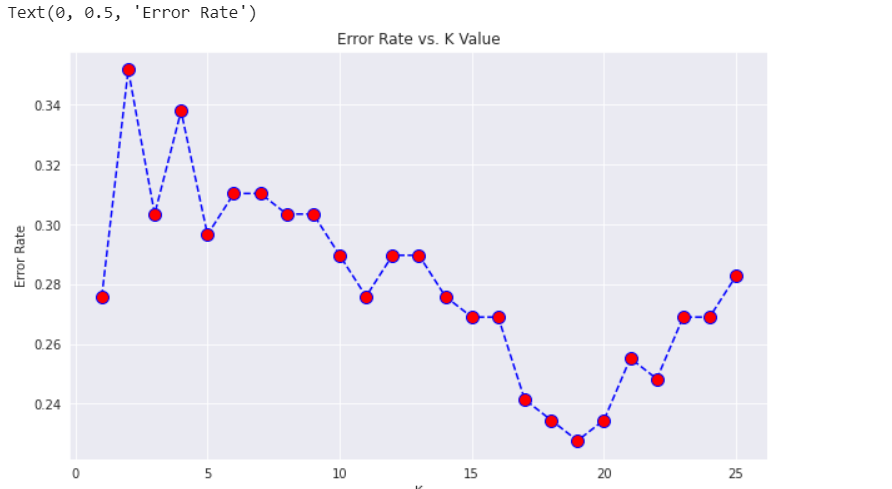 Text(0, 0.5, 'Error Rate')
Error Rate vs. K Value
0.34
0.32
0.30
0.28
0.26
0.24
Error Rate
0 5 10 15 20 25